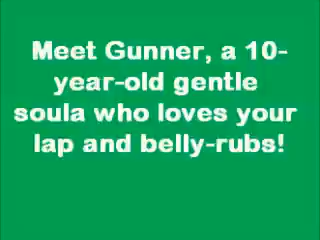 Meet Gunner, a 10-
year-old gentle
soula who loves your
lap and belly-rubs!